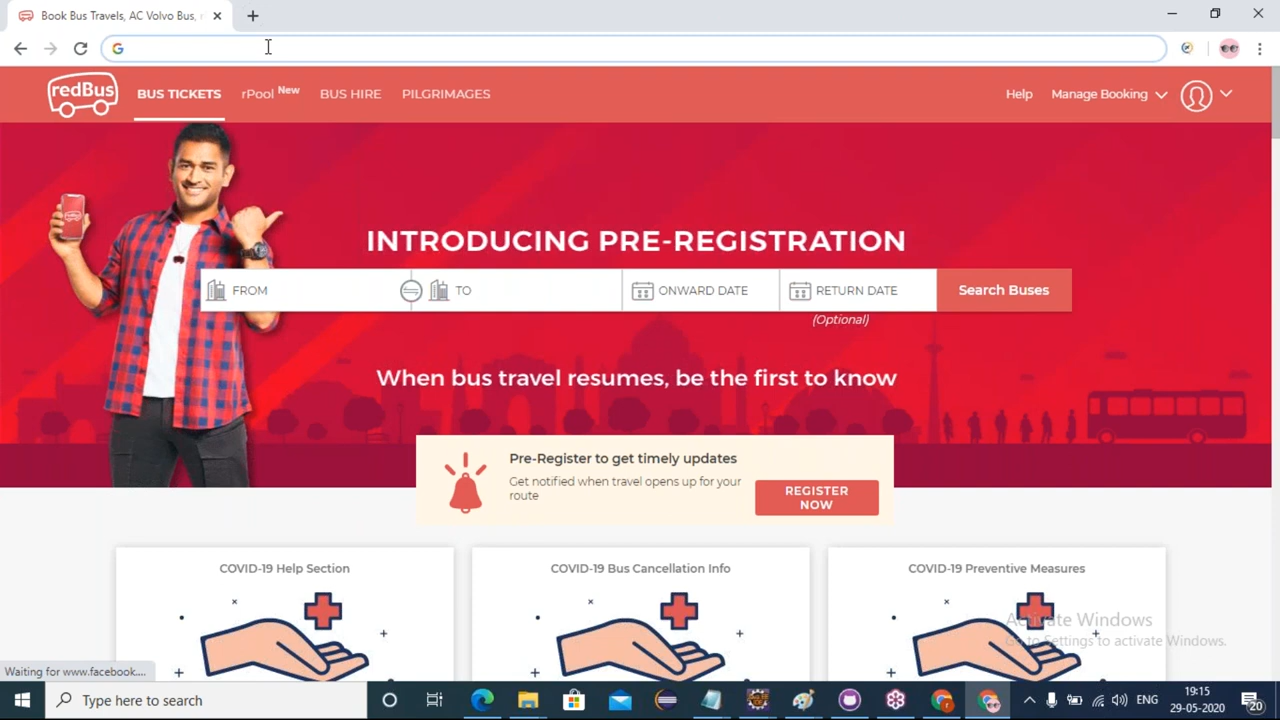 Book Bus Travels, AC Volvo Bus,
redBus
BUS TICKETS
rPool New
BUS HIRE
PILGRIMAGES
Help
Manage Booking
INTRODUCING PRE-REGISTRATION
FROM
TO
ONWARD DATE
RETURN DATE
Search Buses
(Optional)
When bus travel resumes, be the first to know
Pre-Register to get timely updates
Get notified when travel opens up for your
route
REGISTER
NOW
COVID-19 Help Section
COVID-19 Bus Cancellation Info
COVID-19 Preventive Measures
Activate Windows
Go to Settings to activate Windows.
Waiting for www.facebook....
Type here to search
ENG
19:15
29-05-2020
20